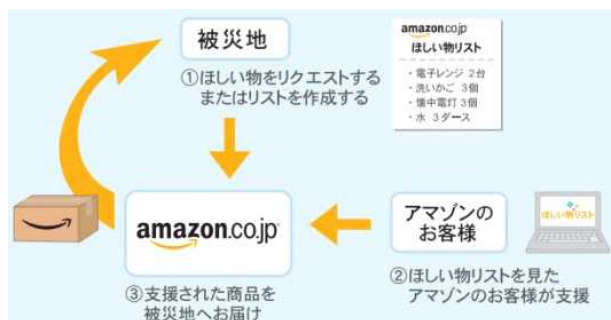 被災地
①ほしい物をリクエストする
またはリストを作成する
amazon.co.jp
ほしい物リスト
・電子レンジ 2台
・洗いかご 3個
・懐中電灯 3個
・水 3ダース
amazon.co.jp
アマゾンの
お客様
ほしい物リスト
②ほしい物リストを見た
アマゾンのお客様が支援
③支援された商品を
被災地へお届け